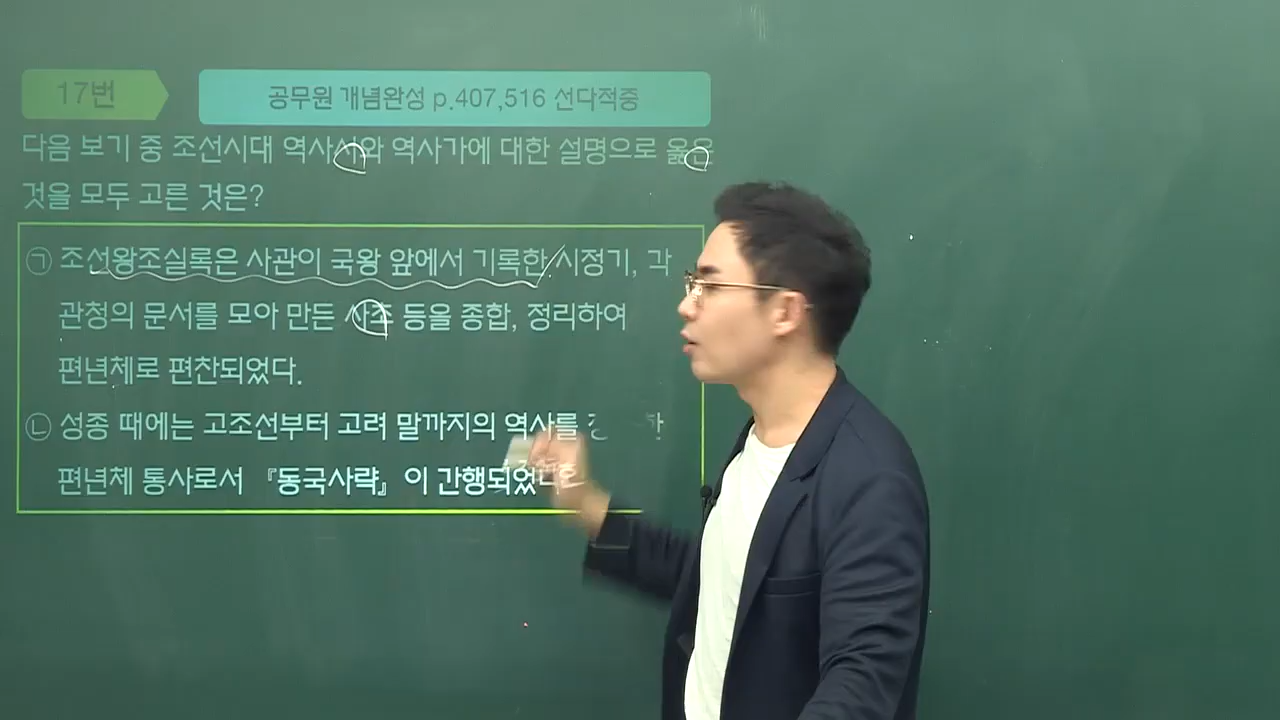 17번
공무원 개념완성 p.407,516 선다적중
다음 보기 중 조선시대 역사서와 역사가에 대한 설명으로 옳은
것을 모두 고른 것은?
㉠ 조선왕조실록은 사관이 국왕 앞에서 기록한 시정기, 각
관청의 문서를 모아 만든 사초 등을 종합, 정리하여
편년체로 편찬되었다.
㉡ 성종 때에는 고조선부터 고려 말까지의 역사를
편년체 통사로서 『동국사략』이